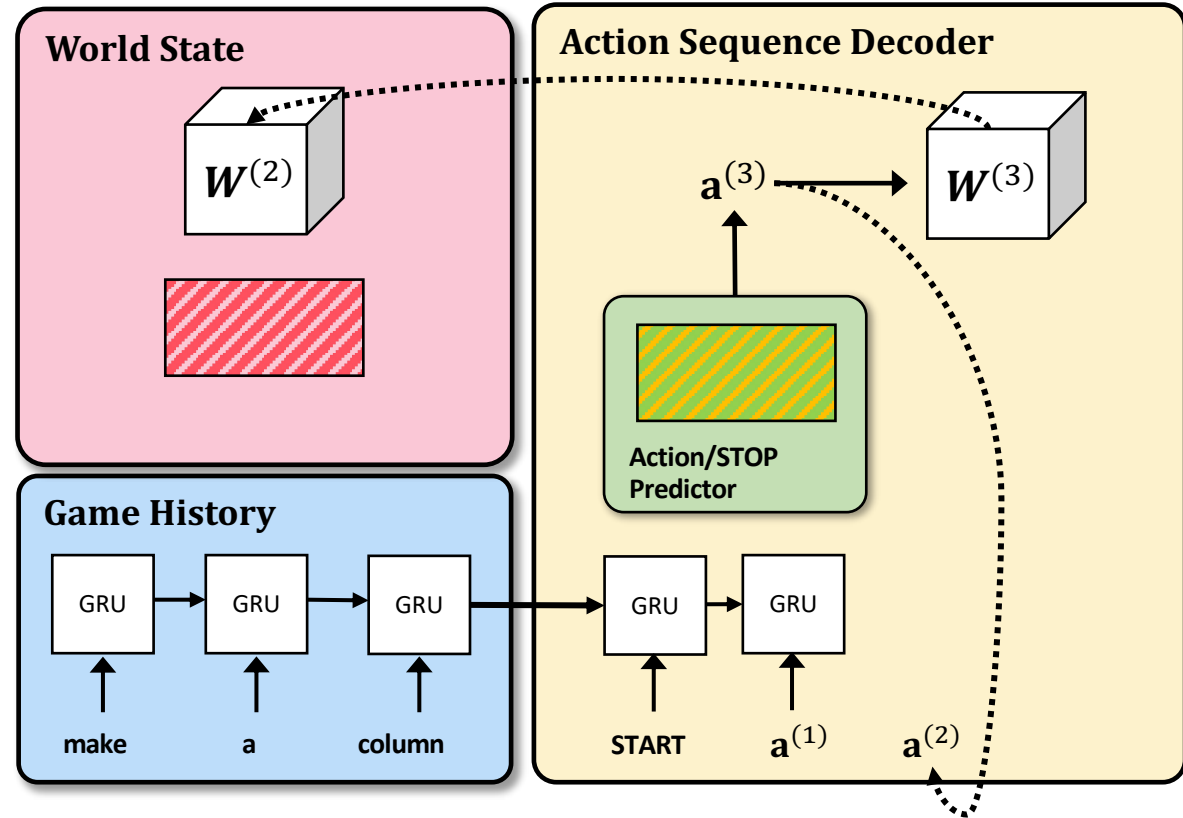 World State
W^(2)
Game History
GRU
GRU
GRU
make
a
column
Action Sequence Decoder
a^(3)
W^(3)
Action/STOP
Predictor
GRU
GRU
START
a^(1)
a^(2)